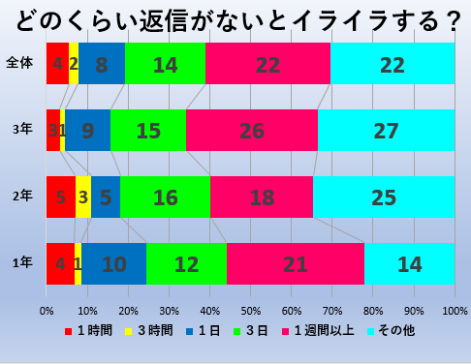 どのくらい返信がないとイライラする？
全体 4 2 8 14 22 22
3年 3 1 9 15 26 27
2年 5 3 5 16 18 25
1年 4 1 10 12 21 14
0% 10% 20% 30% 40% 50% 60% 70% 80% 90% 100%
１時間 ３時間 １日 ３日 １週間以上 その他